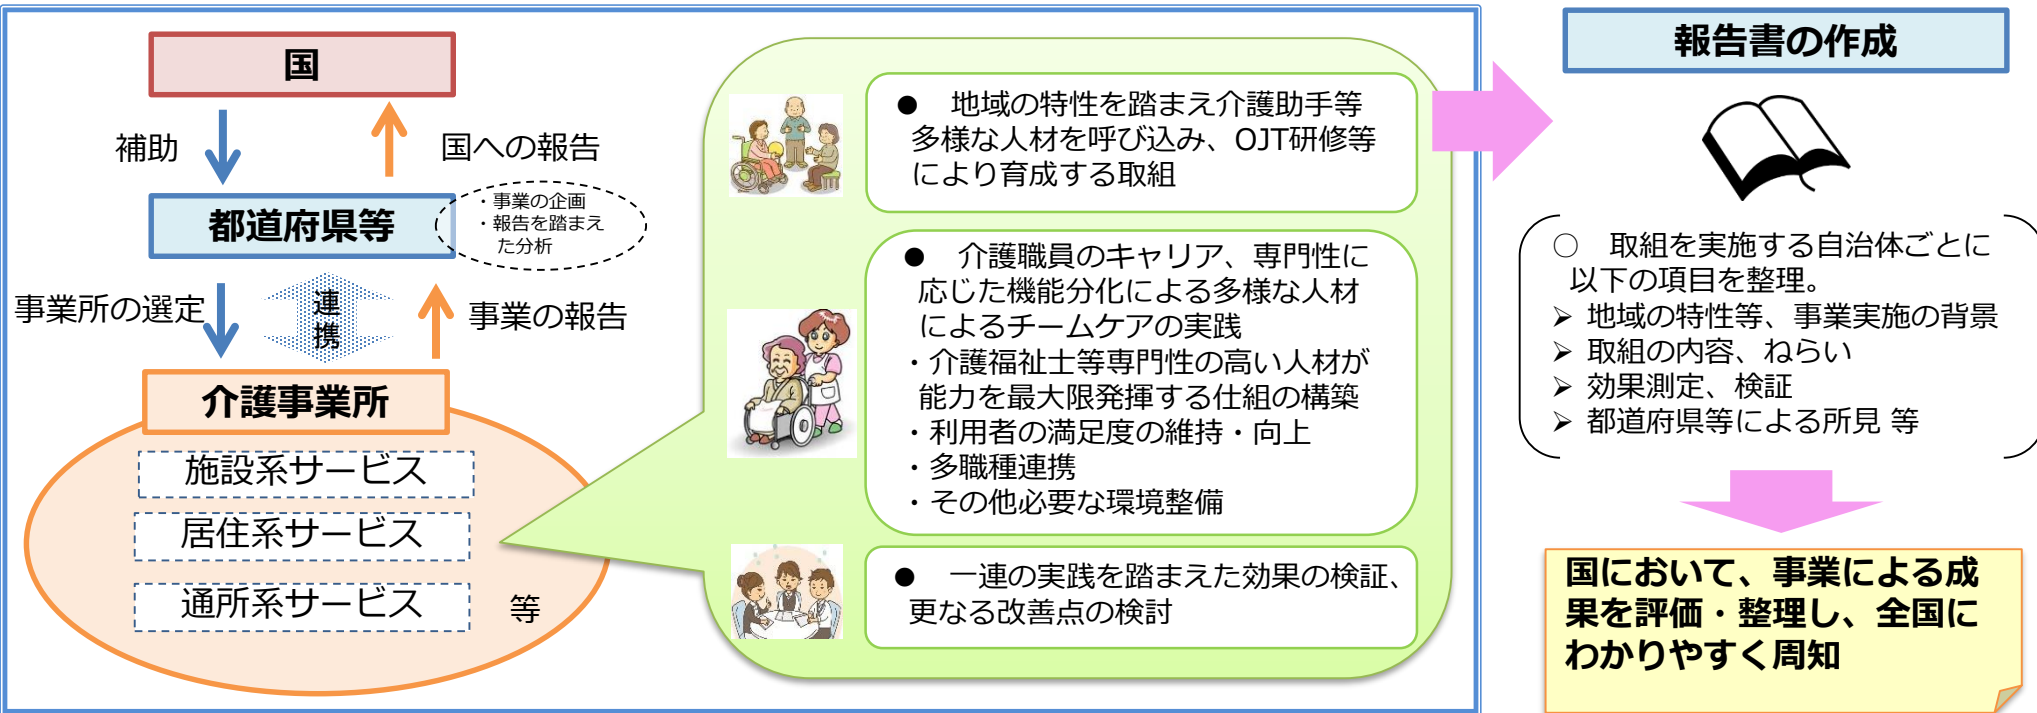 国
補助
国への報告
都道府県等
・事業の企画
・報告を踏まえ
た分析
事業所の選定
連
携
事業の報告
介護事業所
施設系サービス
居住系サービス
通所系サービス
等
●　地域の特性を踏まえ介護助手等
多様な人材を呼び込み、OJT研修等
により育成する取組
●　介護職員のキャリア、専門性に
応じた機能分化による多様な人材
によるチームケアの実践
・介護福祉士等専門性の高い人材が
能力を最大限発揮する仕組の構築
・利用者の満足度の維持・向上
・多職種連携
・その他必要な環境整備
●　一連の実践を踏まえた効果の検証、
更なる改善点の検討
報告書の作成
○　取組を実施する自治体ごとに
以下の項目を整理。
➢ 地域の特性等、事業実施の背景
➢ 取組の内容、ねらい
➢ 効果測定、検証
➢ 都道府県等による所見 等
国において、事業による成
果を評価・整理し、全国に
わかりやすく周知